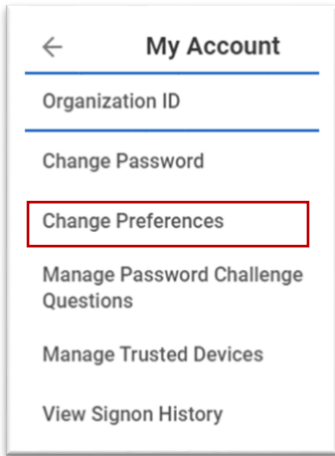 My Account
Organization ID
Change Password
Change Preferences
Manage Password Challenge
Questions
Manage Trusted Devices
View Signon History